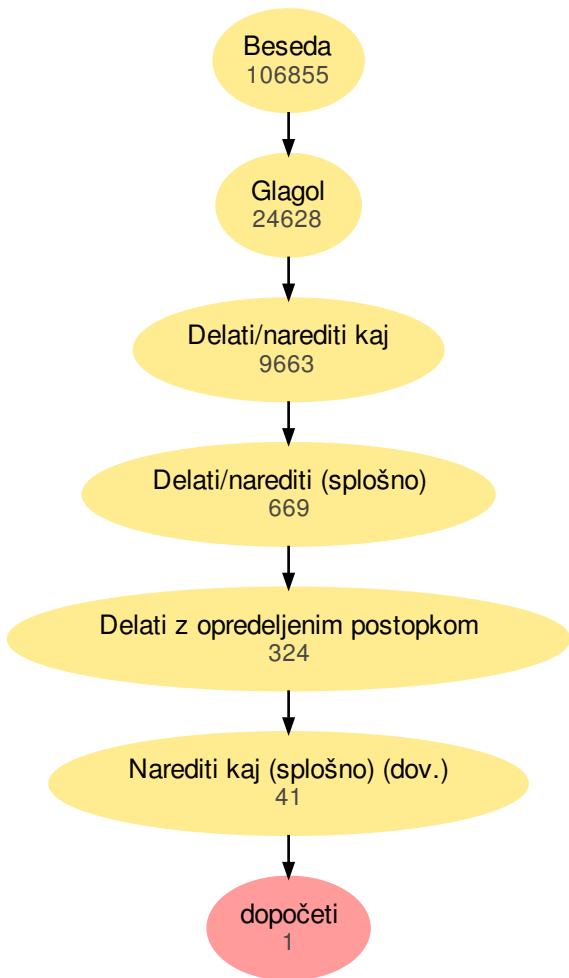 Beseda
106855
Glagol
24628
Delati/narediti kaj
9663
Delati/narediti (splošno)
669
Delati z opredeljenim postopkom
324
Narediti kaj (splošno) (dov.)
41
dopočeti
1